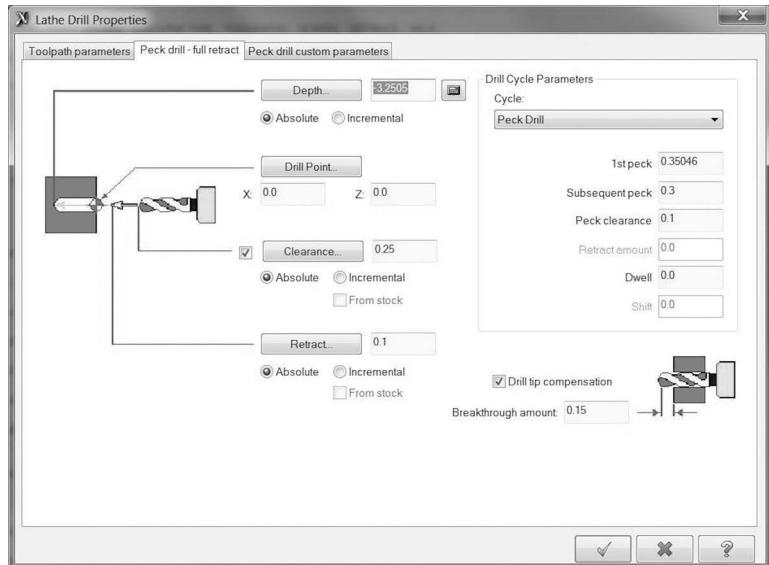 Lathe Drill Properties
Toolpath parameters Peck drill - full retract Peck drill custom parameters
Depth... -3.2505
Absolute Incremental
Drill Point...
X: 0.0 Z: 0.0
Clearance... 0.25
Absolute Incremental
From stock
Retract... 0.1
Absolute Incremental
From stock
Drill Cycle Parameters
Cycle:
Peck Drill
1st peck 0.35046
Subsequent peck 0.3
Peck clearance 0.1
Retract amount 0.0
Dwell 0.0
Shift 0.0
Drill tip compensation
Breakthrough amount: 0.15